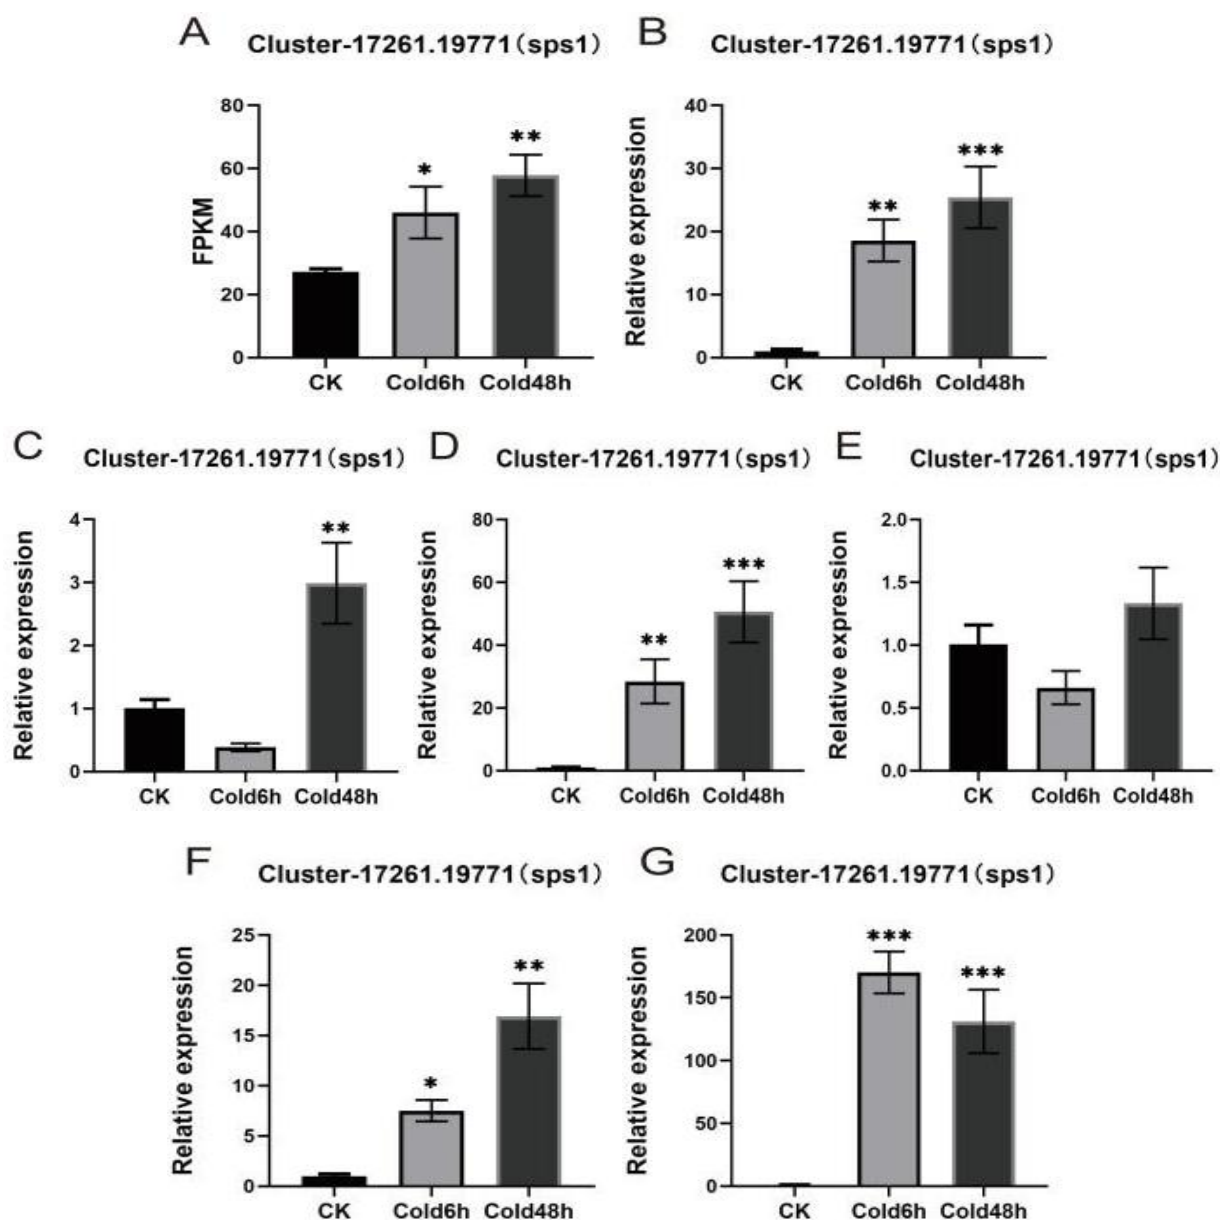 A Cluster-17261.19771(sps1)
80
60
40
20
0
FPKM
*
**
CK Cold6h Cold48h
B Cluster-17261.19771(sps1)
40
30
20
10
0
Relative expression
**
***
CK Cold6h Cold48h
C Cluster-17261.19771(sps1)
4
3
2
1
0
Relative expression
**
CK Cold6h Cold48h
D Cluster-17261.19771(sps1)
80
60
40
20
0
Relative expression
**
***
CK Cold6h Cold48h
E Cluster-17261.19771(sps1)
2.0
1.5
1.0
0.5
0.0
Relative expression
CK Cold6h Cold48h
F Cluster-17261.19771(sps1)
25
20
15
10
5
0
Relative expression
*
**
CK Cold6h Cold48h
G Cluster-17261.19771(sps1)
200
150
100
50
0
Relative expression
***
***
CK Cold6h Cold48h